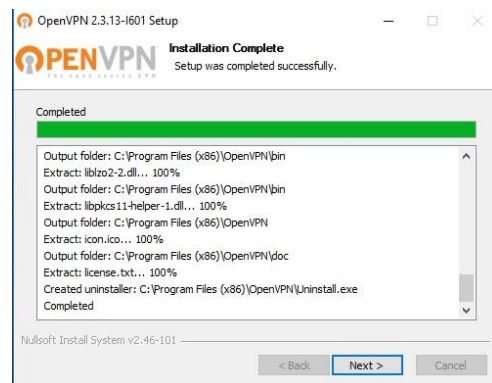 OpenVPN 2.3.13-I601 Setup
OPENVPN
The open source VPN
Installation Complete
Setup was completed successfully.
Completed
Output folder: C:\Program Files (x86)\OpenVPN\bin
Extract: liblzo2-2.dll... 100%
Output folder: C:\Program Files (x86)\OpenVPN\bin
Extract: libpkcs11-helper-1.dll... 100%
Output folder: C:\Program Files (x86)\OpenVPN
Extract: icon.ico... 100%
Output folder: C:\Program Files (x86)\OpenVPN\doc
Extract: license.txt... 100%
Created uninstaller: C:\Program Files (x86)\OpenVPN\Uninstall.exe
Completed
Nullsoft Install System v2.46-101
< Back Next > Cancel